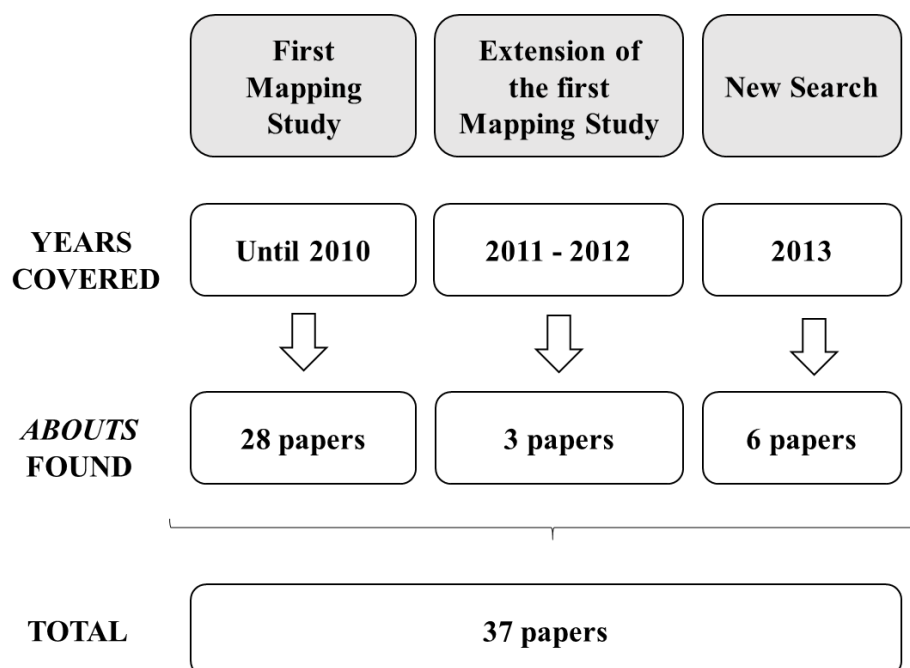 First
Mapping
Study
Extension of
the first
Mapping Study
New Search
YEARS
COVERED
Until 2010
2011 - 2012
2013
ABOUTS
FOUND
28 papers
3 papers
6 papers
TOTAL
37 papers